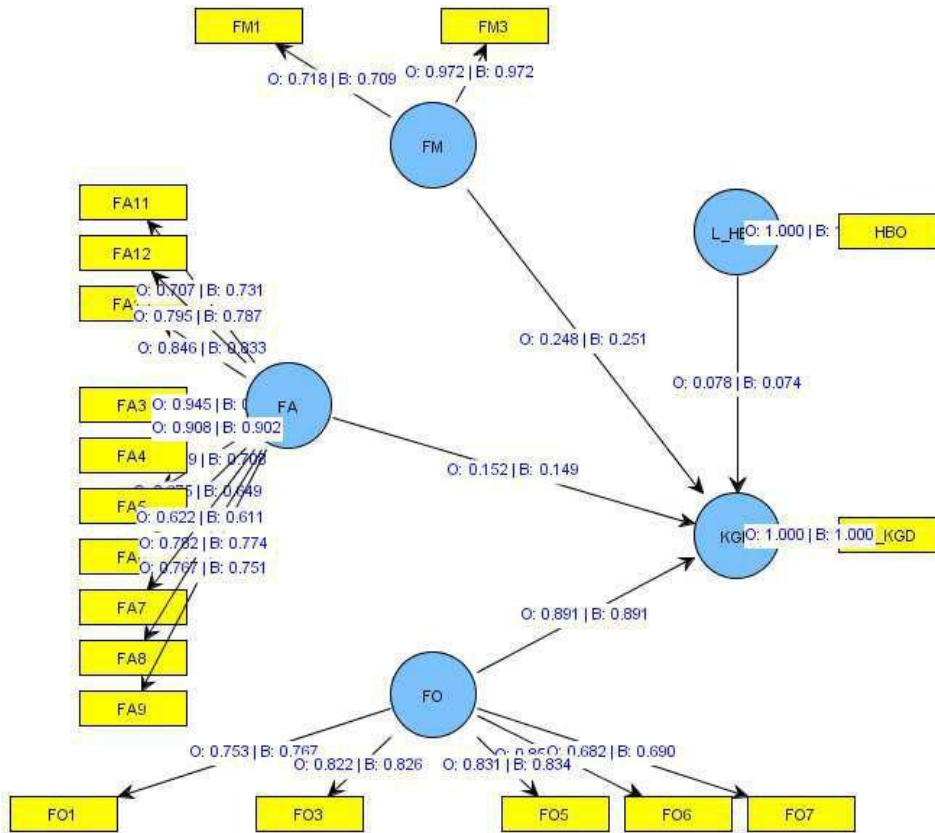 FM1
FM3
O: 0.718 | B: 0.709
O: 0.972 | B: 0.972
FM
FA11
FA12
O: 0.707 | B: 0.731
O: 0.795 | B: 0.787
O: 0.846 | B: 0.833
HBO
O: 1.000 | B:
O: 0.248 | B: 0.251
O: 0.078 | B: 0.074
FA
FA3
O: 0.945 |
O: 0.908 | B: 0.902
FA4
B: 0.708
FA5
O: 0.622 | B: 0.611
O: 0.782 | B: 0.774
O: 0.767 | B: 0.751
FA7
FA8
FA9
O: 0.152 | B: 0.149
O: 1.000 | B: 1.000
_KGD
O: 0.891 | B: 0.891
FO
O: 0.753 | B: 0.767
O: 0.822 | B: 0.826
O: 0.831 | B: 0.834
O: 0.682 | B: 0.690
FO1
FO3
FO5
FO6
FO7